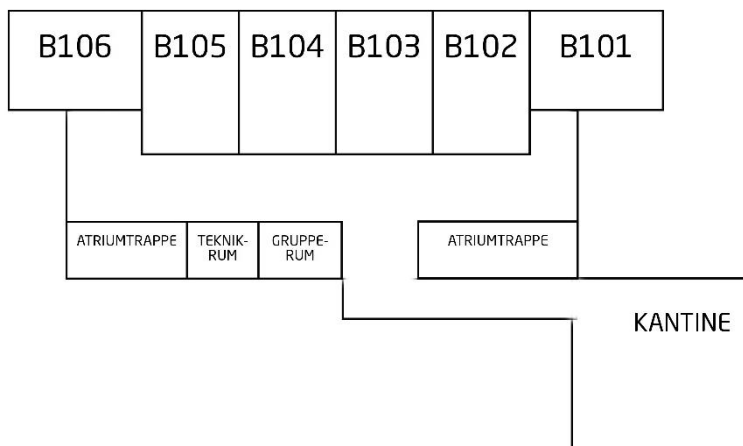 B106
B105
B104
B103
B102
B101
ATRIUMTRAPPE
TEKNIK-
RUM
GRUPPE-
RUM
ATRIUMTRAPPE
KANTINE